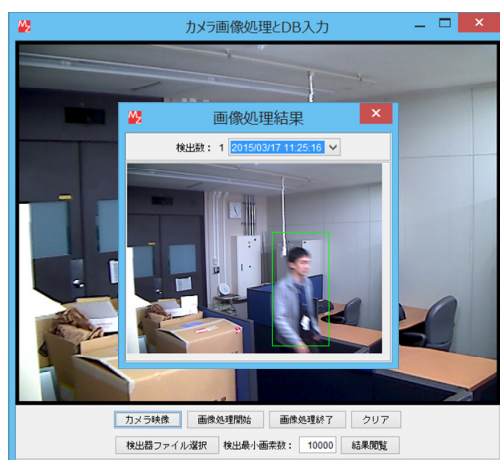 カメラ画像処理とDB入力
画像処理結果
検出数： 1 2015/03/17 11:25:16
カメラ映像 画像処理開始 画像処理終了 クリア
検出器ファイル選択 検出最小画素数： 10000 結果閲覧